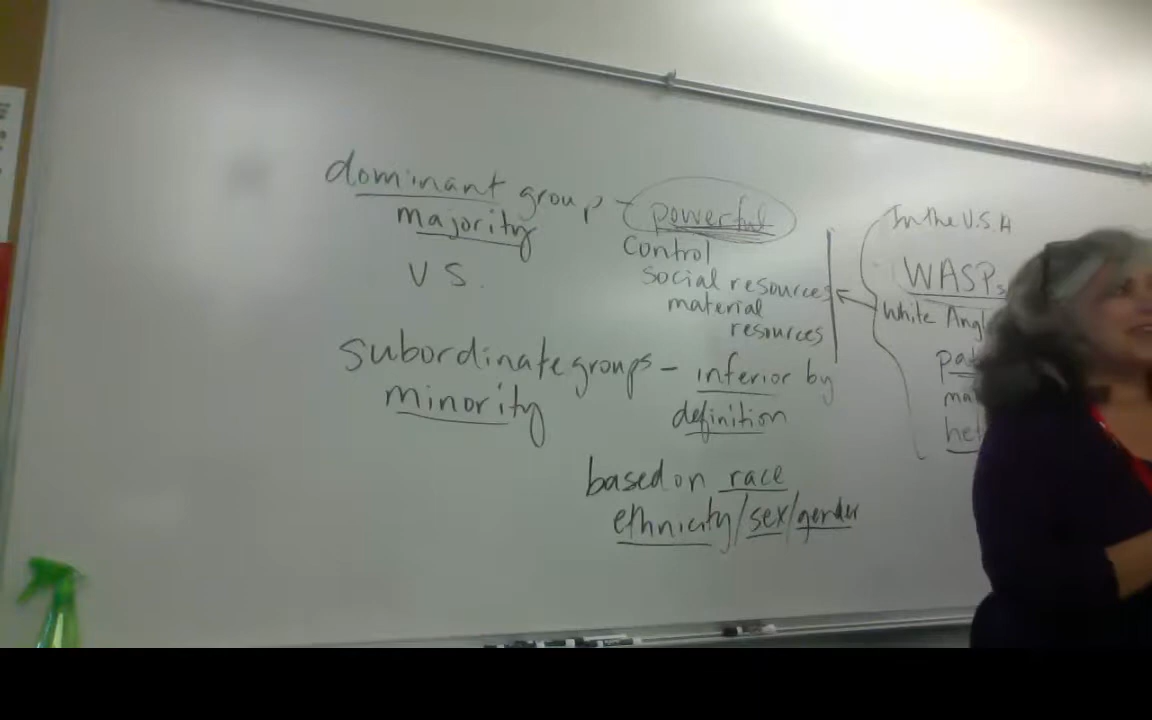 dominant group - powerful
majority
control
social resources
material
resources
VS.
subordinate groups - inferior by
minority
definition
based on race
ethnicity/sex/gender
In the U.S.A
WASPs
White